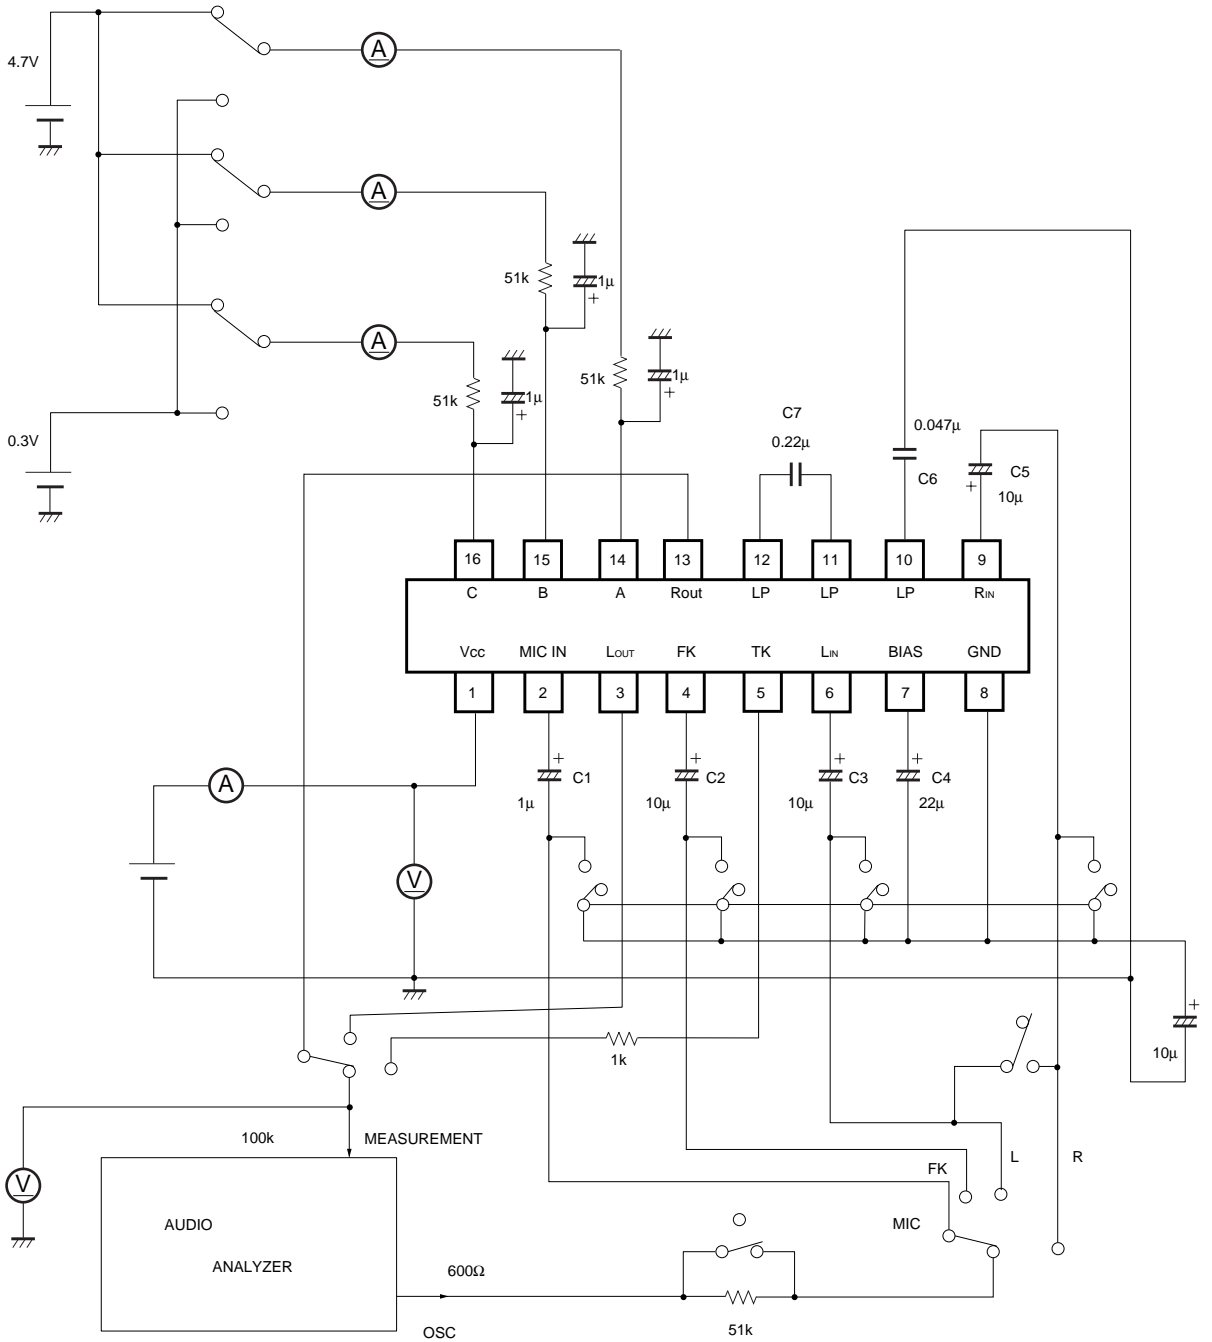 4.7V
A
A
51k
1μ
+
A
51k
1μ
+
51k
1μ
+
0.3V
C7
0.22μ
0.047μ
C6
C5
+
10μ
16 15 14 13 12 11 10 9
C B A Rout LP LP LP RIN
Vcc MIC IN LOUT FK TK LIN BIAS GND
1 2 3 4 5 6 7 8
A
V
+
C1
1μ
+
C2
10μ
+
C3
10μ
+
C4
22μ
+
10μ
1k
100k
MEASUREMENT
V
AUDIO
ANALYZER
600Ω
OSC
51k
FK
L
R
MIC